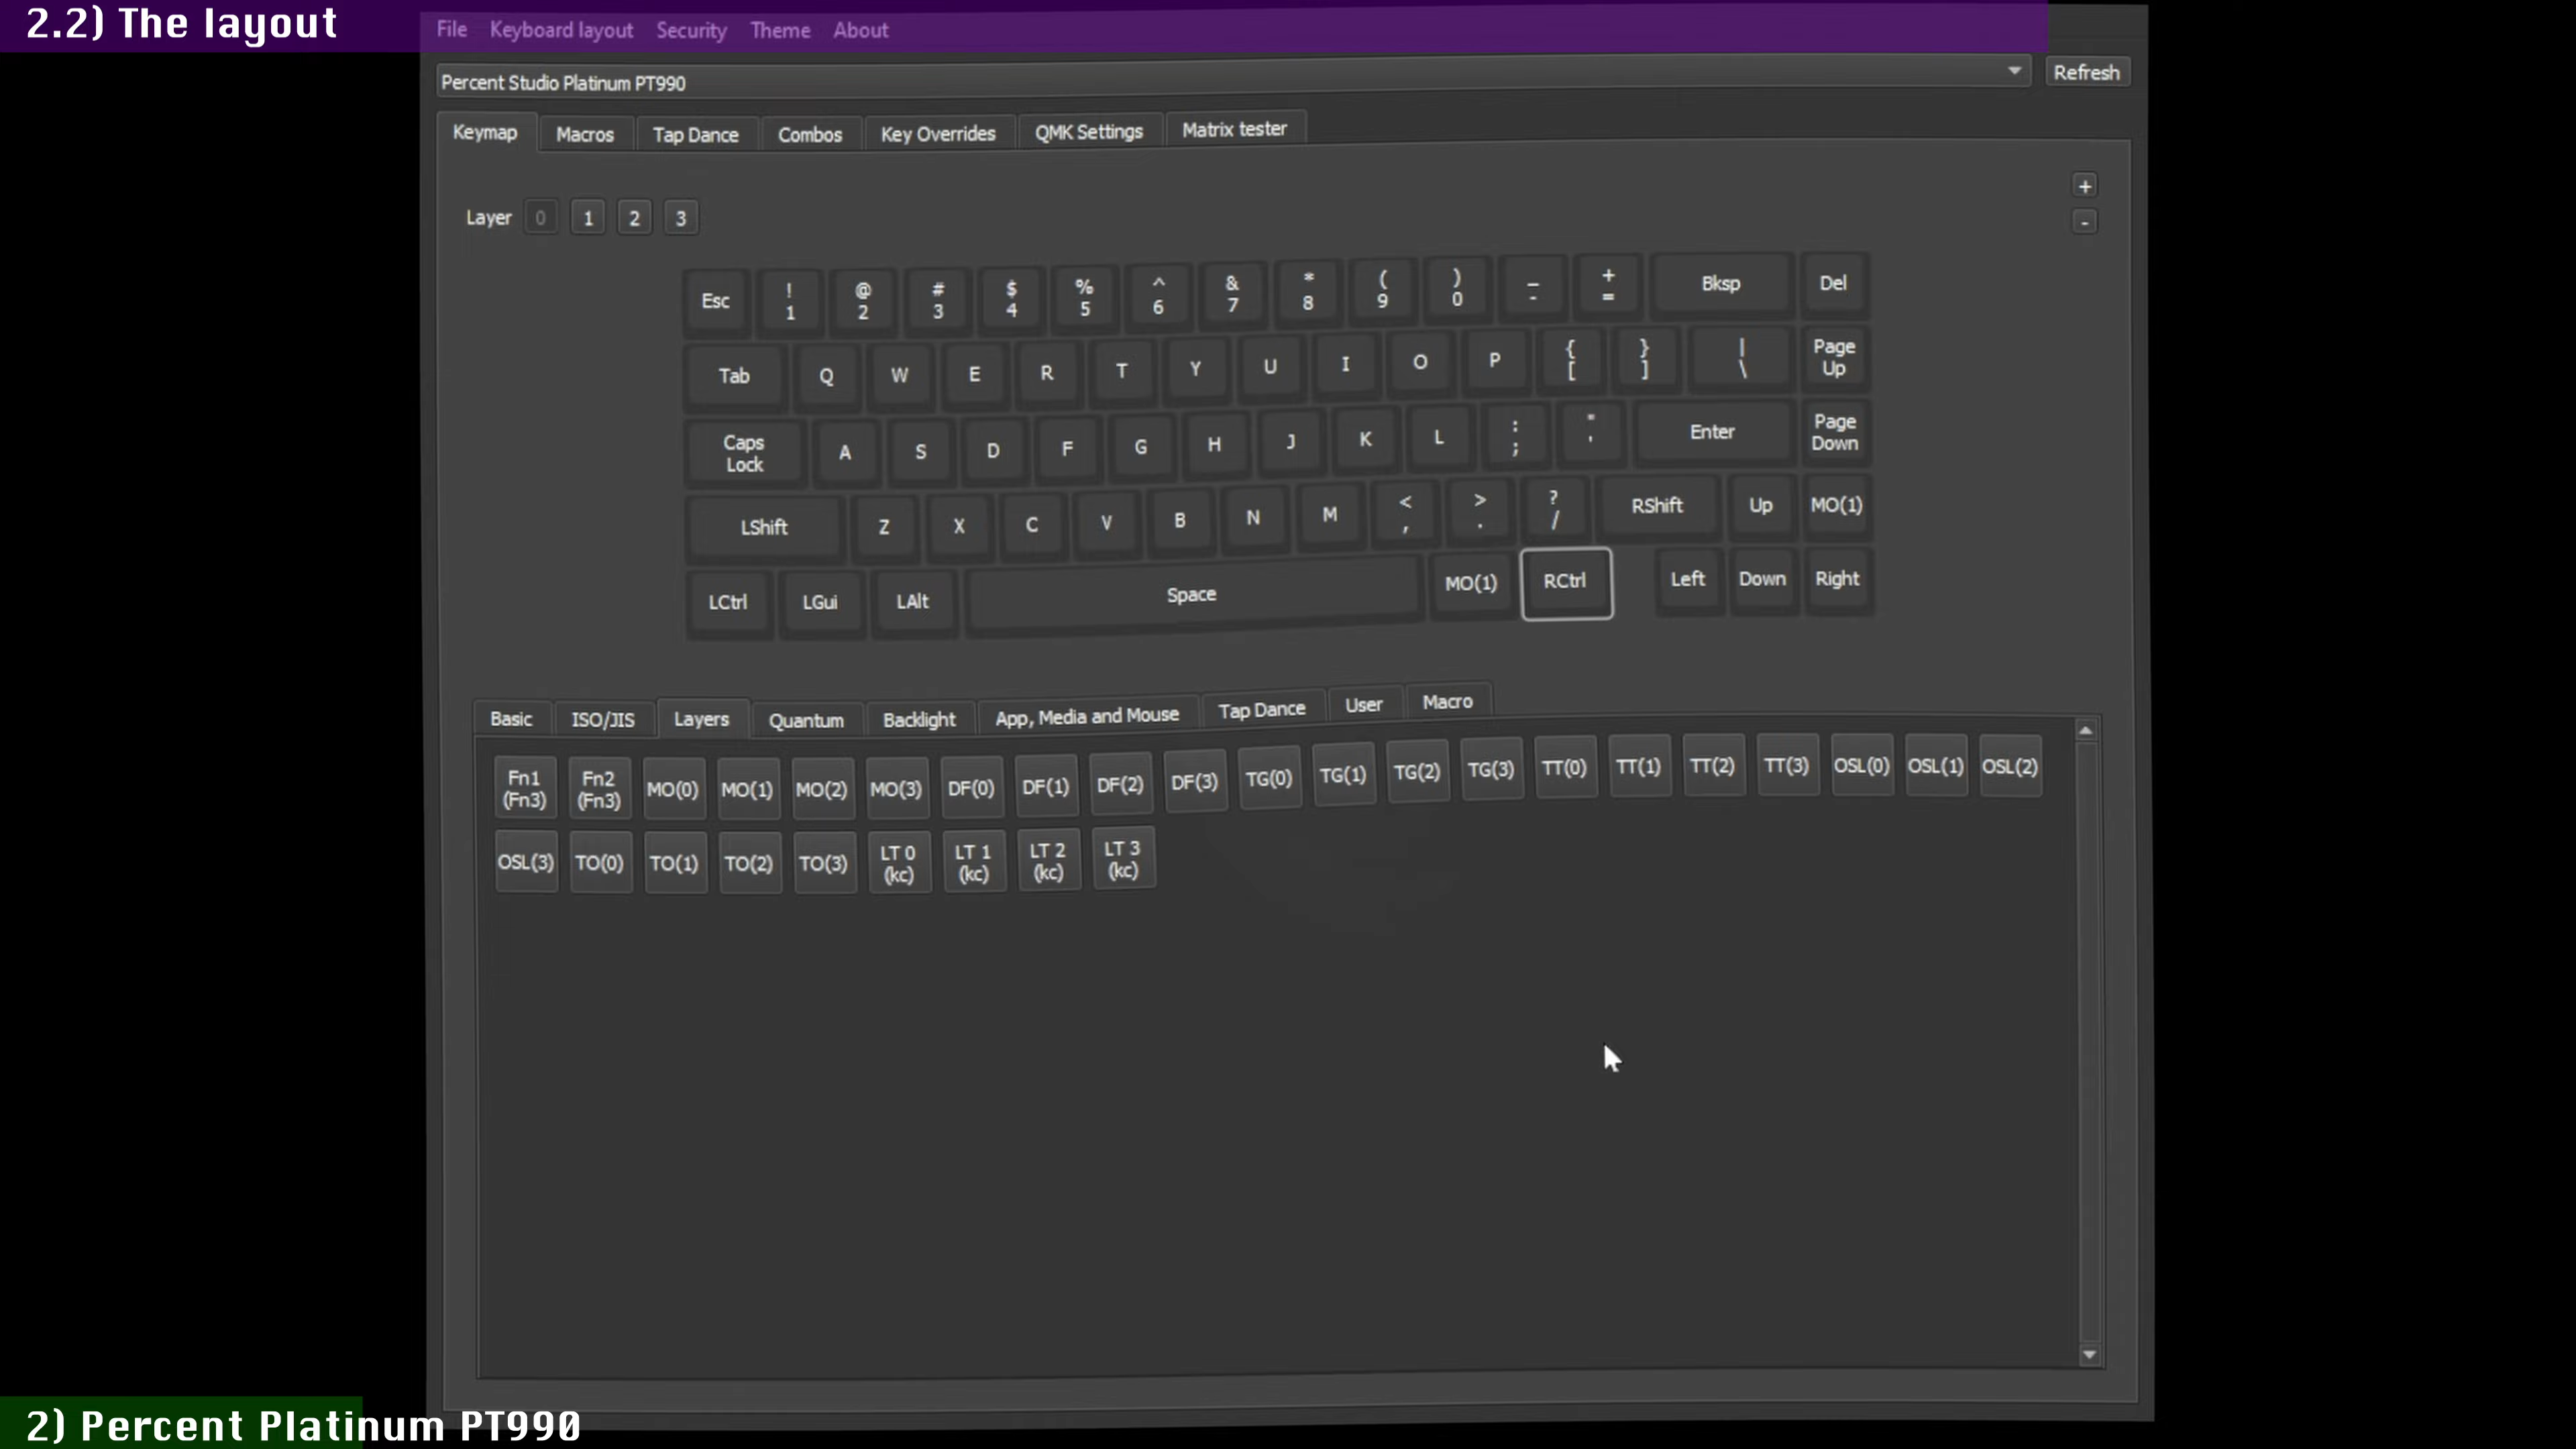 2.2) The layout
File Keyboard layout Security Theme About
Percent Studio Platinum PT990 Refresh
Keymap Macros Tap Dance Combos Key Overrides QMK Settings Matrix tester
+
Layer 0 1 2 3
-
Esc ! 1 @ 2 # 3 $ 4 % 5 ^ 6 & 7 * 8 ( 9 ) 0 _ - + = Bksp Del
Tab Q W E R T Y U I O P { [ } ] | \ Page Up
Caps Lock A S D F G H J K L : ; " ' Enter Page Down
LShift Z X C V B N M < , > . ? / RShift Up MO(1)
LCtrl LGui LAlt Space MO(1) RCtrl Left Down Right
Basic ISO/JIS Layers Quantum Backlight App, Media and Mouse Tap Dance User Macro
Fn1 (Fn3) Fn2 (Fn3) MO(0) MO(1) MO(2) MO(3) DF(0) DF(1) DF(2) DF(3) TG(0) TG(1) TG(2) TG(3) TT(0) TT(1) TT(2) TT(3) OSL(0) OSL(1) OSL(2)
OSL(3) TO(0) TO(1) TO(2) TO(3) LT 0 (kc) LT 1 (kc) LT 2 (kc) LT 3 (kc)
2) Percent Platinum PT990